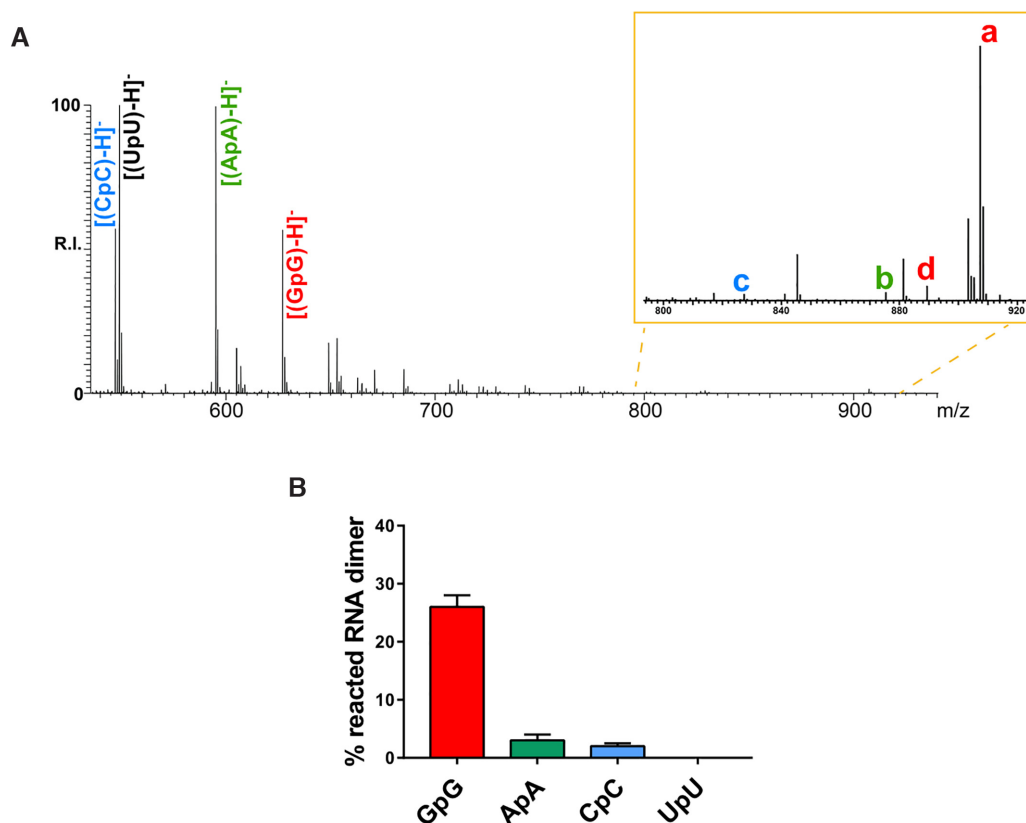 A
100
R.I.
0
[(CpC)-H]-
[(UpU)-H]-
[(ApA)-H]-
[(GpG)-H]-
600
700
800
900
m/z
a
b
c
d
800
840
880
920
B
% reacted RNA dimer
40
30
20
10
0
GpG
ApA
CpC
UpU